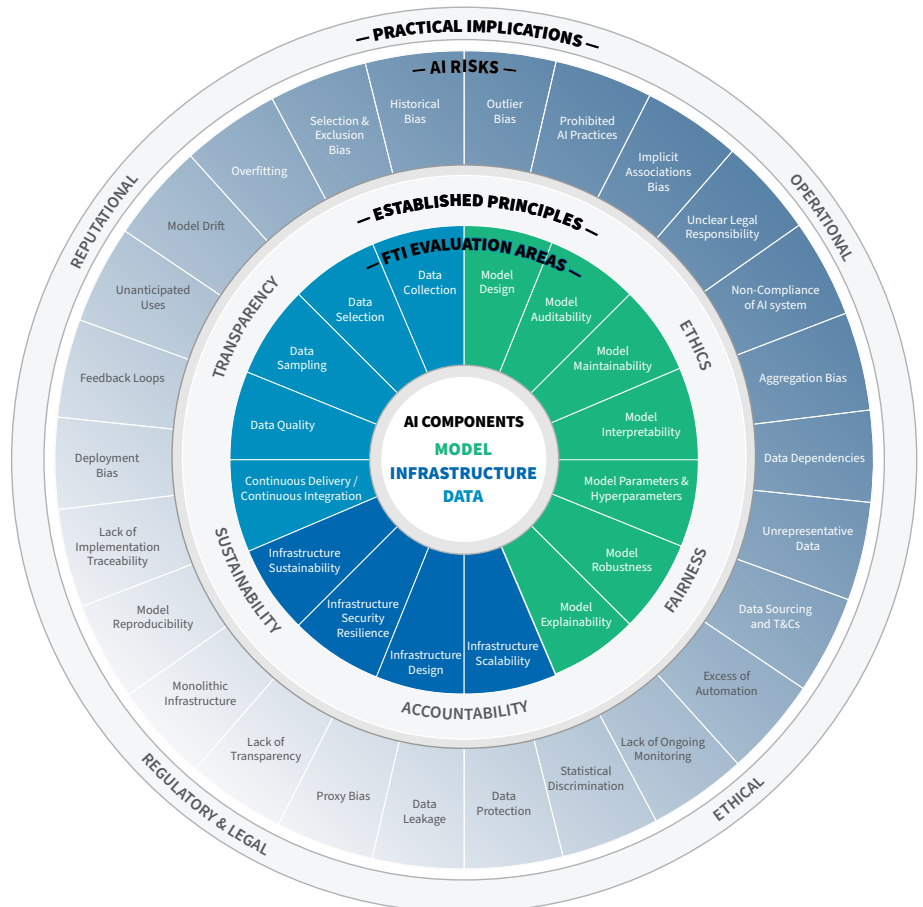 — PRACTICAL IMPLICATIONS —
— AI RISKS —
Historical
Bias
Outlier
Bias
Prohibited
AI Practices
Implicit
Associations
Bias
Unclear Legal
Responsibility
Non-Compliance
of AI system
Aggregation Bias
Data Dependencies
Unrepresentative
Data
Data Sourcing
and T&Cs
Excess of
Automation
Lack of Ongoing
Monitoring
Statistical
Discrimination
Data
Protection
Data
Leakage
Proxy Bias
Lack of
Transparency
Monolithic
Infrastructure
Model
Reproducibility
Lack of
Implementation
Traceability
Deployment
Bias
Feedback Loops
Unanticipated
Uses
Model Drift
Overfitting
Selection &
Exclusion
Bias
REPUTATIONAL
OPERATIONAL
ETHICAL
REGULATORY & LEGAL
— ESTABLISHED PRINCIPLES —
TRANSPARENCY
ETHICS
FAIRNESS
ACCOUNTABILITY
SUSTAINABILITY
— FTI EVALUATION AREAS —
Model
Design
Model
Auditability
Model
Maintainability
Model
Interpretability
Model Parameters &
Hyperparameters
Model
Robustness
Model
Explainability
Infrastructure
Scalability
Infrastructure
Design
Infrastructure
Security
Resilience
Infrastructure
Sustainability
Continuous Delivery /
Continuous Integration
Data Quality
Data
Sampling
Data
Selection
Data
Collection
AI COMPONENTS
MODEL
INFRASTRUCTURE
DATA